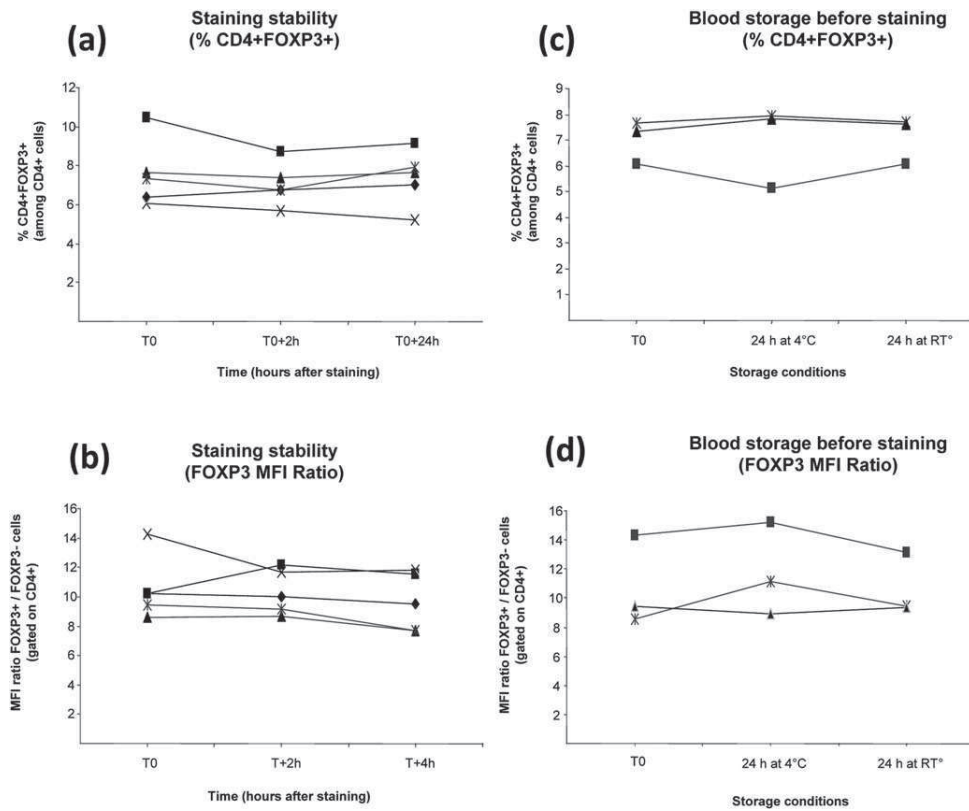 (a)
Staining stability
(% CD4+FOXP3+)
% CD4+FOXP3+
(among CD4+ cells)
12
10
8
6
4
2
T0
T0+2h
T0+24h
Time (hours after staining)
(c)
Blood storage before staining
(% CD4+FOXP3+)
% CD4+FOXP3+
(among CD4+ cells)
9
8
7
6
5
4
3
2
1
T0
24 h at 4°C
24 h at RT°
Storage conditions
(b)
Staining stability
(FOXP3 MFI Ratio)
MFI ratio FOXP3+ / FOXP3- cells
(gated on CD4+)
16
14
12
10
8
6
4
2
T0
T+2h
T+4h
Time (hours after staining)
(d)
Blood storage before staining
(FOXP3 MFI Ratio)
MFI ratio FOXP3+ / FOXP3- cells
(gated on CD4+)
16
14
12
10
8
6
4
2
T0
24 h at 4°C
24 h at RT°
Storage conditions